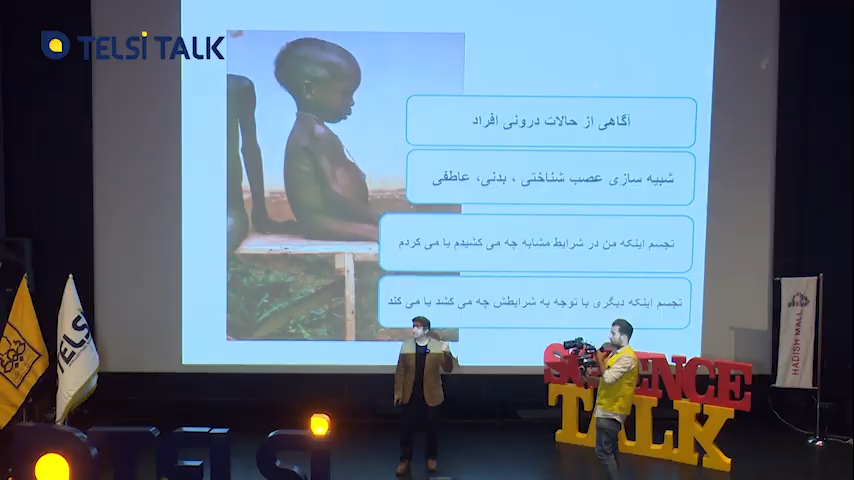 TELSI TALK
آگاهی از حالات درونی افراد
شبیه سازی عصب شناختی ، بدنی، عاطفی
تجسم اینکه من در شرایط مشابه چه می کشیدم یا می کردم
تجسم اینکه دیگری با توجه به شرایطش چه می کشد یا می کند
TELSI
HADISH MALL
SCIENCE
TALK
TELSI